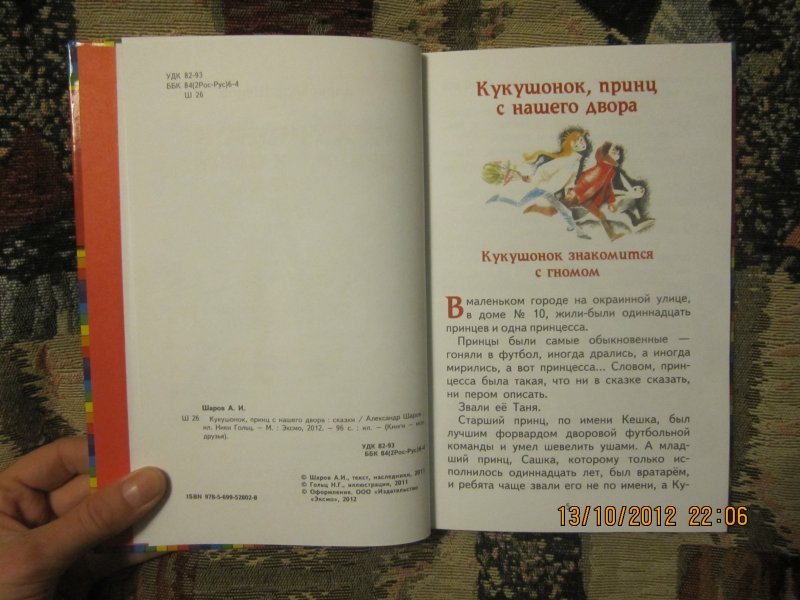 УДК 82-93
ББК 84(2Рос-Рус)6-4
Ш 26
Шаров А. И.
Ш 26 Кукушонок, принц с нашего двора : сказки / Александр Шаров ;
ил. Ники Гольц. – М. : Эксмо, 2012. – 96 с. : ил. – (Книги – мои
друзья).
УДК 82-93
ББК 84(2Рос-Рус)6-4
© Шаров А.И., текст, наследники, 2011
© Гольц Н.Г., иллюстрации, 2011
© Оформление. ООО «Издательство
«Эксмо», 2012
ISBN 978-5-699-52802-8
Кукушонок, принц
с нашего двора
Кукушонок знакомится
с гномом
В маленьком городе на окраинной улице,
в доме № 10, жили-были одиннадцать
принцев и одна принцесса.
Принцы были самые обыкновенные —
гоняли в футбол, иногда дрались, а иногда
мирились, а вот принцесса... Словом, прин-
цесса была такая, что ни в сказке сказать,
ни пером описать.
Звали её Таня.
Старший принц, по имени Кешка, был
лучшим форвардом дворовой футбольной
команды и умел шевелить ушами. А млад-
ший принц, Сашка, которому только ис-
полнилось одиннадцать лет, был вратарём,
и ребята чаще звали его не по имени, а Ку-
13/10/2012 22:06